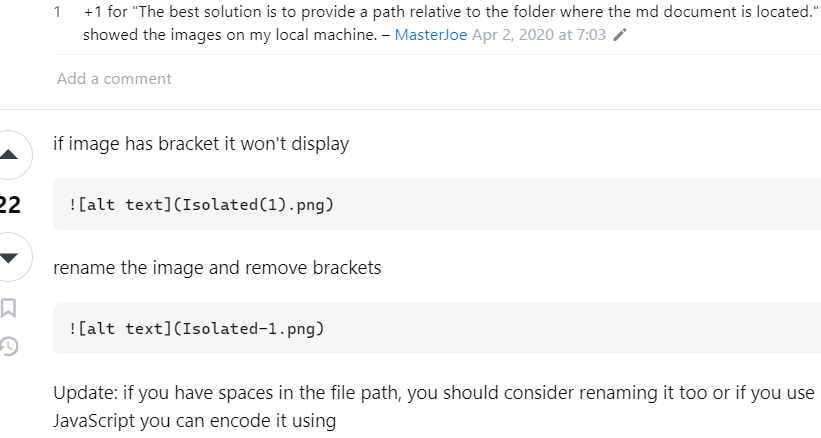 1 +1 for "The best solution is to provide a path relative to the folder where the md document is located."
showed the images on my local machine. – MasterJoe Apr 2, 2020 at 7:03
Add a comment
if image has bracket it won't display
![alt text](Isolated(1).png)
22
rename the image and remove brackets
![alt text](Isolated-1.png)
Update: if you have spaces in the file path, you should consider renaming it too or if you use
JavaScript you can encode it using